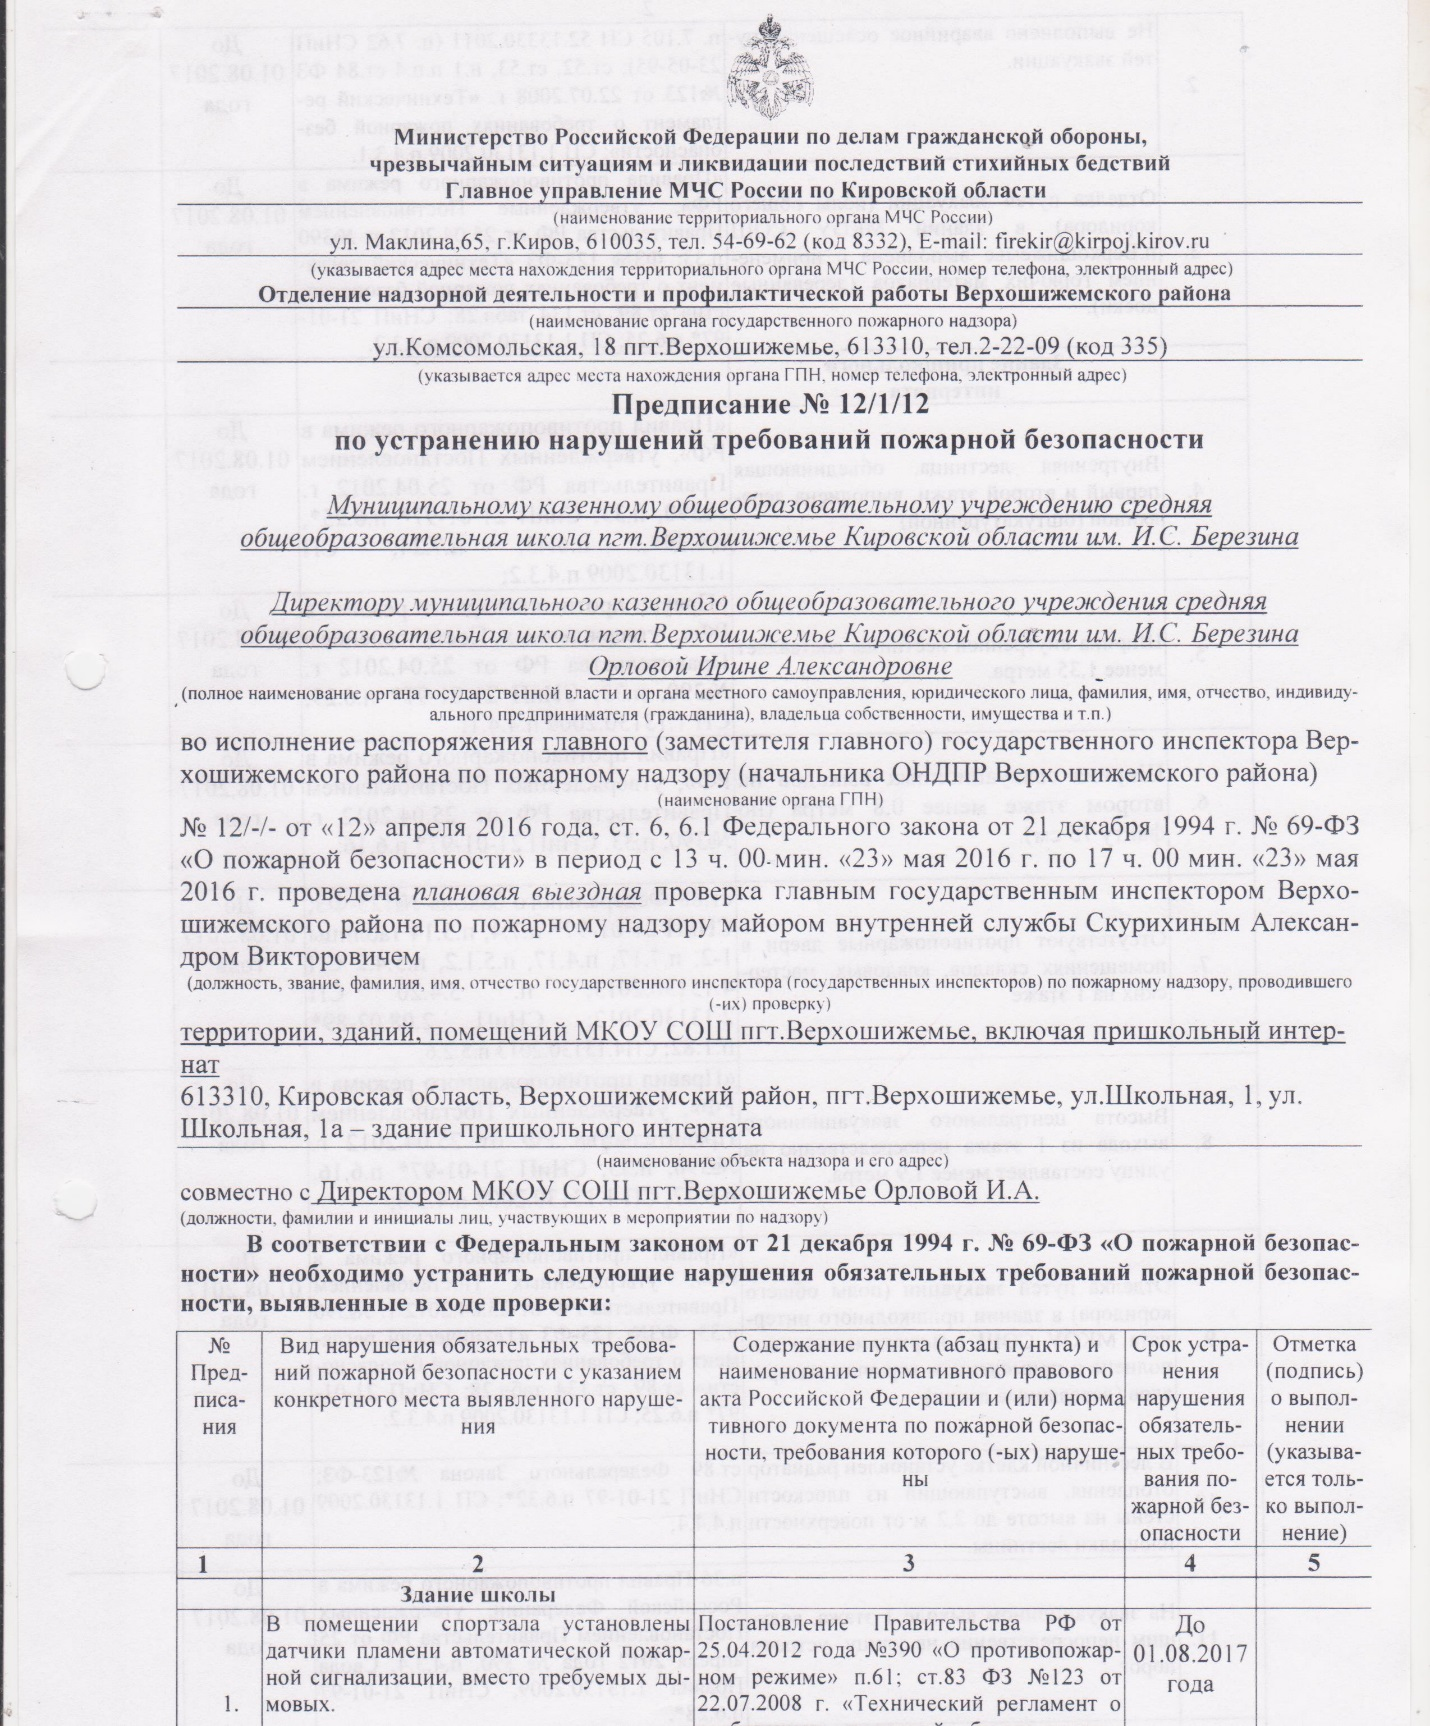 Министерство Российской Федерации по делам гражданской обороны,
чрезвычайным ситуациям и ликвидации последствий стихийных бедствий
Главное управление МЧС России по Кировской области
(наименование территориального органа МЧС России)
ул. Маклина,65, г.Киров, 610035, тел. 54-69-62 (код 8332), E-mail: firekir@kirpoj.kirov.ru
(указывается адрес места нахождения территориального органа МЧС России, номер телефона, электронный адрес)
Отделение надзорной деятельности и профилактической работы Верхошижемского района
(наименование органа государственного пожарного надзора)
ул.Комсомольская, 18 пгт.Верхошижемье, 613310, тел.2-22-09 (код 335)
(указывается адрес места нахождения органа ГПН, номер телефона, электронный адрес)
Предписание № 12/1/12
по устранению нарушений требований пожарной безопасности
Муниципальному казенному общеобразовательному учреждению средняя
общеобразовательная школа пгт.Верхошижемье Кировской области им. И.С. Березина
Директору муниципального казенного общеобразовательного учреждения средняя
общеобразовательная школа пгт.Верхошижемье Кировской области им. И.С. Березина
Орловой Ирине Александровне
(полное наименование органа государственной власти и органа местного самоуправления, юридического лица, фамилия, имя, отчество, индивиду-
ального предпринимателя (гражданина), владельца собственности, имущества и т.п.)
во исполнение распоряжения главного (заместителя главного) государственного инспектора Вер-
хошижемского района по пожарному надзору (начальника ОНДПР Верхошижемского района)
(наименование органа ГПН)
№ 12/-/- от «12» апреля 2016 года, ст. 6, 6.1 Федерального закона от 21 декабря 1994 г. № 69-ФЗ
«О пожарной безопасности» в период с 13 ч. 00 мин. «23» мая 2016 г. по 17 ч. 00 мин. «23» мая
2016 г. проведена плановая выездная проверка главным государственным инспектором Верхо-
шижемского района по пожарному надзору майором внутренней службы Скурихиным Алексан-
дром Викторовичем
(должность, звание, фамилия, имя, отчество государственного инспектора (государственных инспекторов) по пожарному надзору, проводившего
(-их) проверку)
территории, зданий, помещений МКОУ СОШ пгт.Верхошижемье, включая пришкольный интер-
нат
613310, Кировская область, Верхошижемский район, пгт.Верхошижемье, ул.Школьная, 1, ул.
Школьная, 1а – здание пришкольного интерната
(наименование объекта надзора и его адрес)
совместно с Директором МКОУ СОШ пгт.Верхошижемье Орловой И.А.
(должности, фамилии и инициалы лиц, участвующих в мероприятии по надзору)
В соответствии с Федеральным законом от 21 декабря 1994 г. № 69-ФЗ «О пожарной безопас-
ности» необходимо устранить следующие нарушения обязательных требований пожарной безопас-
ности, выявленные в ходе проверки:
№
Пред-
писа-
ния
Вид нарушения обязательных требова-
ний пожарной безопасности с указанием
конкретного места выявленного наруше-
ния
Содержание пункта (абзац пункта) и
наименование нормативного правового
акта Российской Федерации и (или) норма
тивного документа по пожарной безопас-
ности, требования которого (-ых) наруше-
ны
Срок устра-
нения
нарушения
обязатель-
ных требо-
вания по-
жарной без-
опасности
Отметка
(подпись)
о выпол-
нении
(указыва-
ется толь-
ко выпол-
нение)
1 2 3 4 5
Здание школы
1.
В помещении спортзала установлены
датчики пламени автоматической пожар-
ной сигнализации, вместо требуемых ды-
мовых.
Постановление Правительства РФ от
25.04.2012 года №390 «О противопожар-
ном режиме» п.61; ст.83 ФЗ №123 от
22.07.2008 г. «Технический регламент о
До
01.08.2017
года